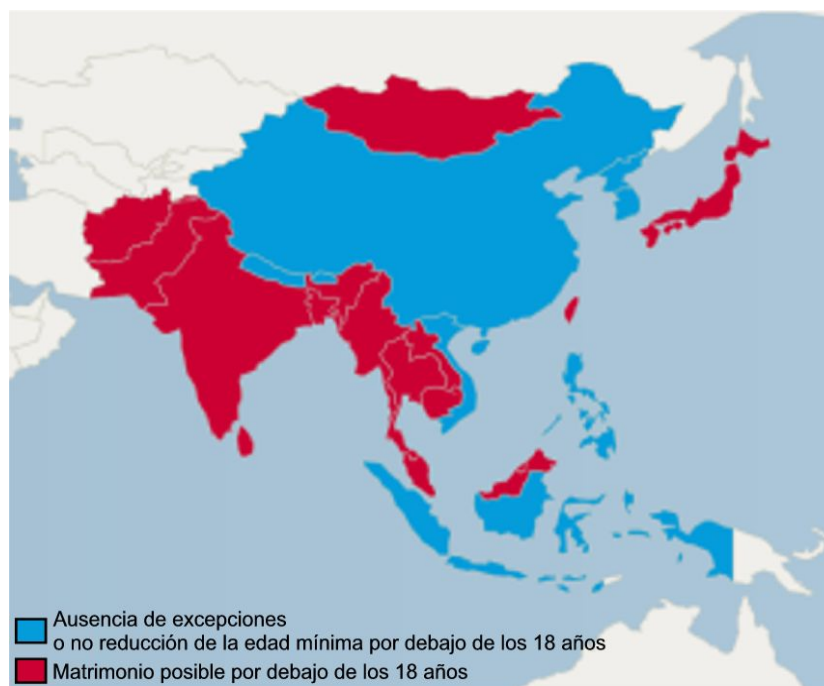 Ausencia de excepciones
o no reducción de la edad mínima por debajo de los 18 años
Matrimonio posible por debajo de los 18 años